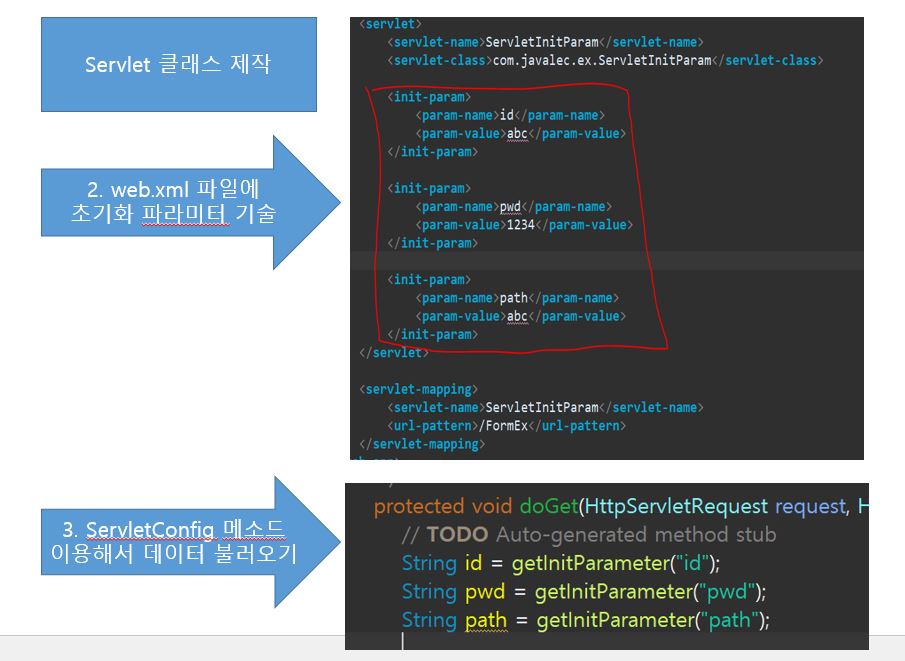 Servlet 클래스 제작
2. web.xml 파일에
초기화 파라미터 기술
3. ServletConfig 메소드
이용해서 데이터 불러오기
<servlet>
<servlet-name>ServletInitParam</servlet-name>
<servlet-class>com.javalec.ex.ServletInitParam</servlet-class>
<init-param>
<param-name>id</param-name>
<param-value>abc</param-value>
</init-param>
<init-param>
<param-name>pwd</param-name>
<param-value>1234</param-value>
</init-param>
<init-param>
<param-name>path</param-name>
<param-value>abc</param-value>
</init-param>
</servlet>
<servlet-mapping>
<servlet-name>ServletInitParam</servlet-name>
<url-pattern>/FormEx</url-pattern>
</servlet-mapping>
protected void doGet(HttpServletRequest request, H
// TODO Auto-generated method stub
String id = getInitParameter("id");
String pwd = getInitParameter("pwd");
String path = getInitParameter("path");